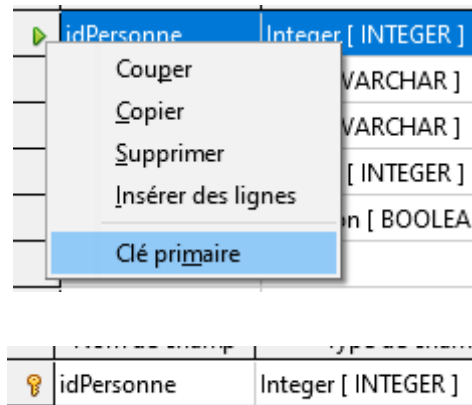 idPersonne Integer [ INTEGER ]
Couper
VARCHAR ]
Copier
VARCHAR ]
Supprimer
[ INTEGER ]
Insérer des lignes
[ BOOLEA
Clé primaire
idPersonne Integer [ INTEGER ]